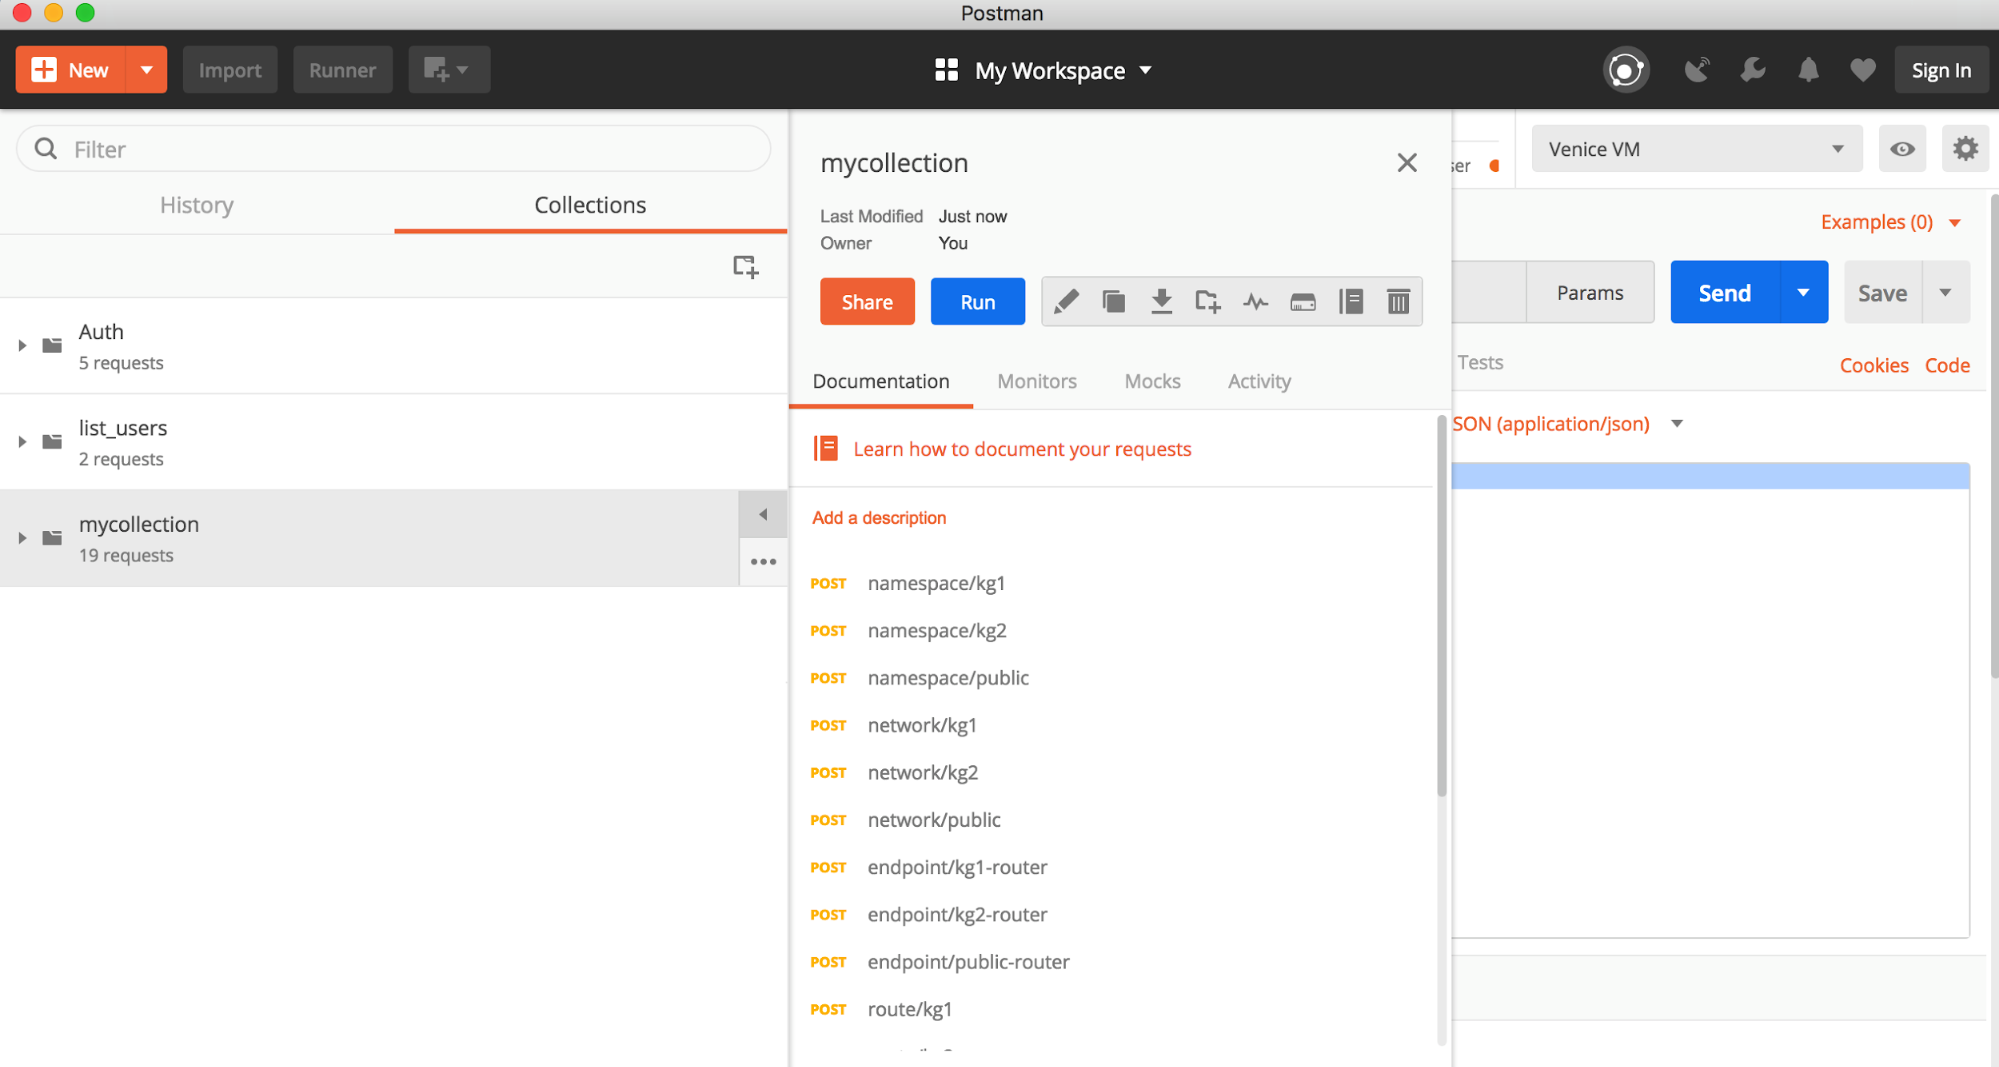 Postman
New
Import
Runner
My Workspace
Sign In
Filter
History
Collections
Auth
5 requests
list_users
2 requests
mycollection
19 requests
mycollection
Last Modified Just now
Owner You
Share
Run
Documentation
Monitors
Mocks
Activity
Learn how to document your requests
Add a description
POST namespace/kg1
POST namespace/kg2
POST namespace/public
POST network/kg1
POST network/kg2
POST network/public
POST endpoint/kg1-router
POST endpoint/kg2-router
POST endpoint/public-router
POST route/kg1
ser
Venice VM
Examples (0)
Params
Send
Save
Tests
Cookies
Code
SON (application/json)